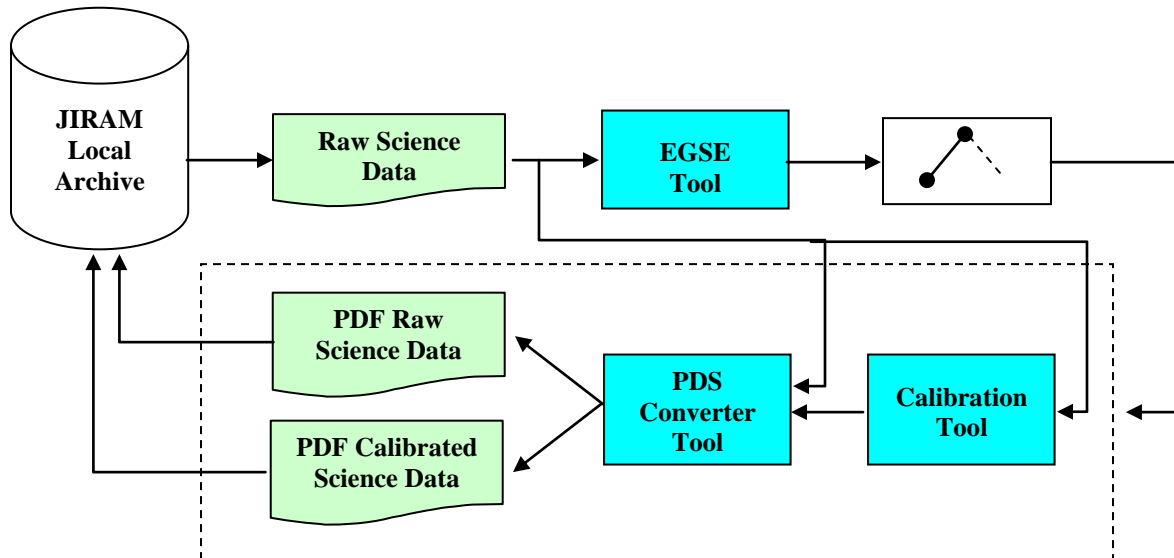 JIRAM
Local
Archive
Raw Science
Data
EGSE
Tool
PDF Raw
Science Data
PDS
Converter
Tool
Calibration
Tool
PDF Calibrated
Science Data